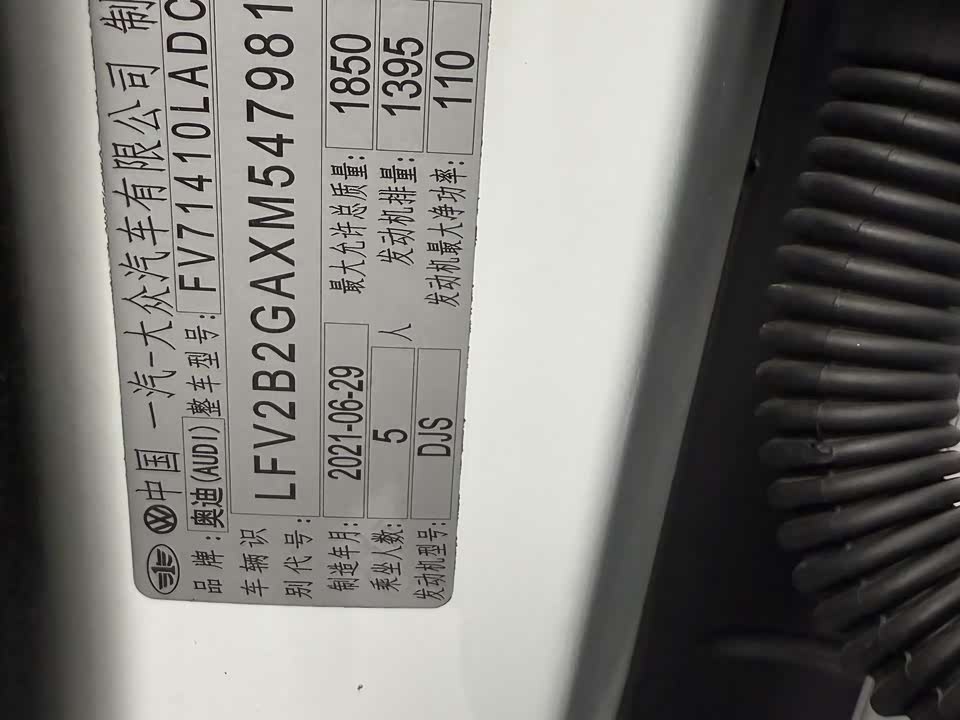 中国 一汽-大众汽车有限公司 制
品牌:奥迪(AUDI) 整车型号:FV71410LADC
车辆识别代号:LFV2B2GAXM547981
制造年月:2021-06-29 最大允许总质量:1850
乘坐人数:5人 发动机排量:1395
发动机型号:DJS 发动机最大净功率:110